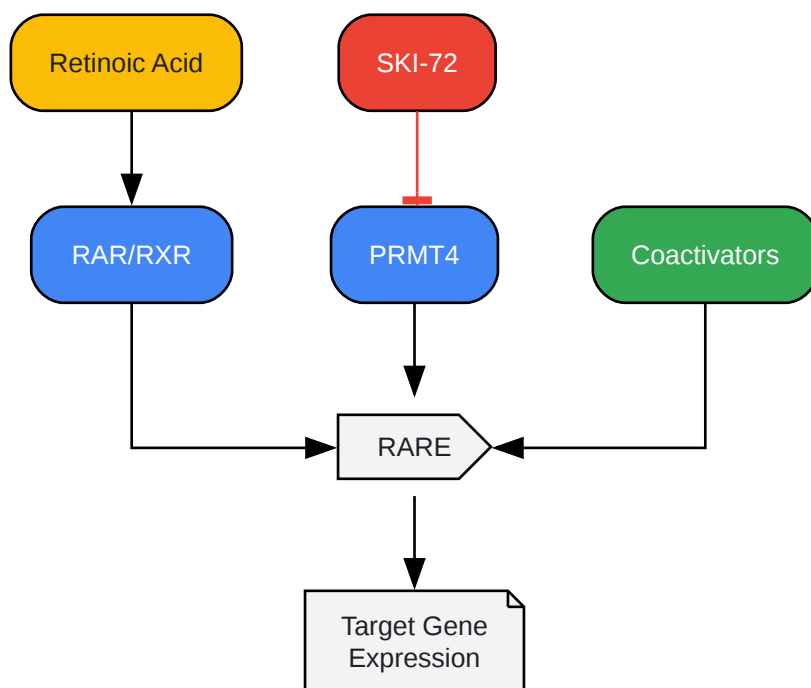 Retinoic Acid
SKI-72
RAR/RXR
PRMT4
Coactivators
RARE
Target Gene
Expression